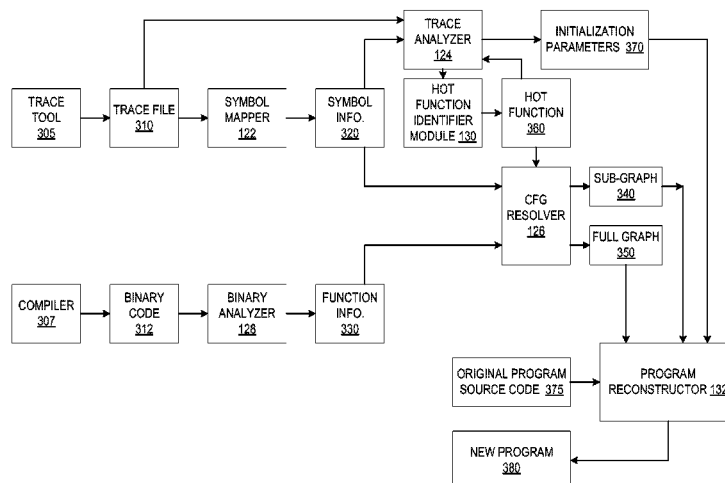 TRACE
ANALYZER
124
INITIALIZATION
PARAMETERS 370
TRACE
TOOL
305
TRACE FILE
310
SYMBOL
MAPPER
122
SYMBOL
INFO.
320
HOT
FUNCTION
IDENTIFIER
MODULE 130
HOT
FUNCTION
380
CFG
RESOLVER
126
SUB-GRAPH
340
FULL GRAPH
350
COMPILER
307
BINARY
CODE
312
BINARY
ANALYZER
128
FUNCTION
INFO.
330
ORIGINAL PROGRAM
SOURCE CODE 375
PROGRAM
RECONSTRUCTOR 132
NEW PROGRAM
380